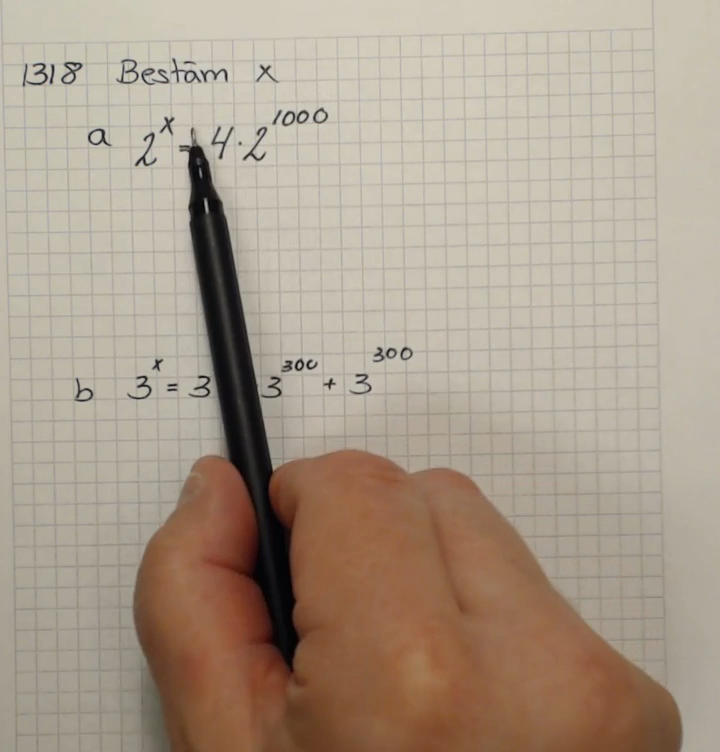 1318 Bestäm x
a 2^x = 4·2^1000
b 3^x = 3 3^300 + 3^300